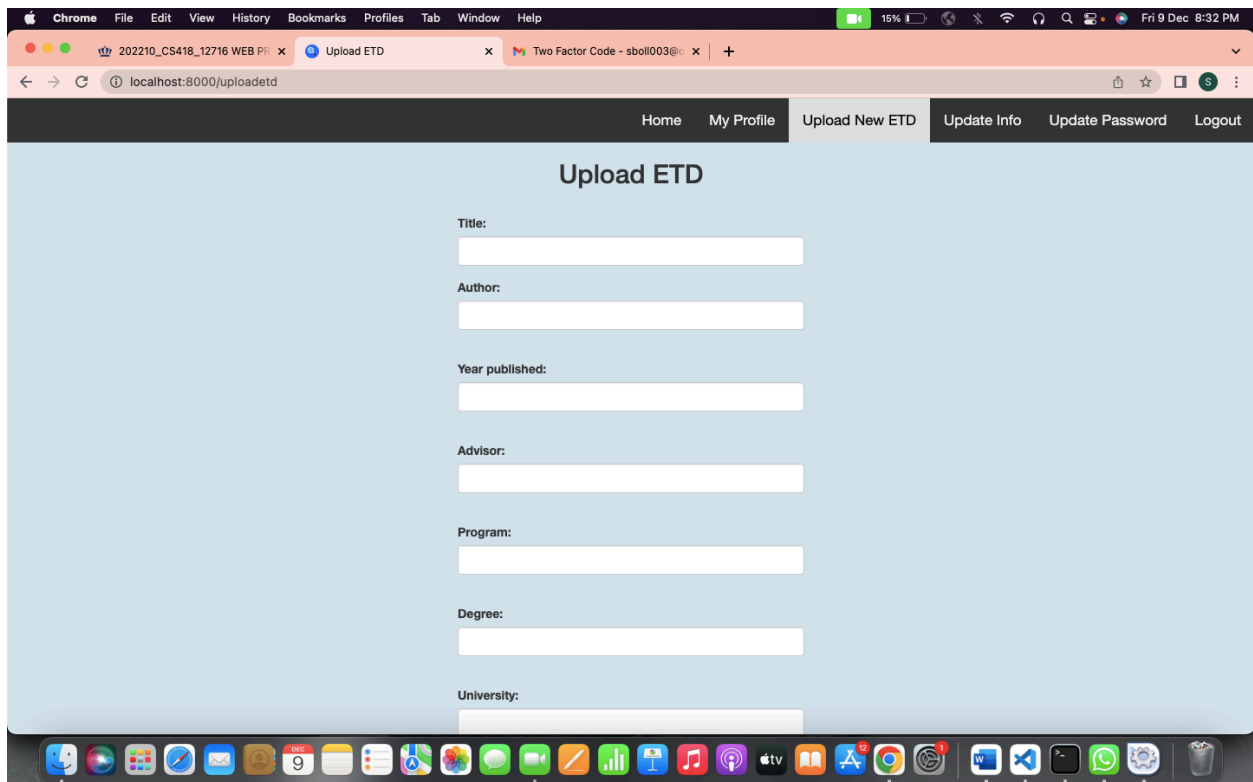 Chrome File Edit View History Bookmarks Profiles Tab Window Help 15% Fri 9 Dec 8:32 PM
202210_CS418_12716 WEB PR Upload ETD Two Factor Code - sboll003@o
localhost:8000/uploadetd S
Home My Profile Upload New ETD Update Info Update Password Logout
Upload ETD
Title:
Author:
Year published:
Advisor:
Program:
Degree:
University:
DEC
9
tv
12
1
W